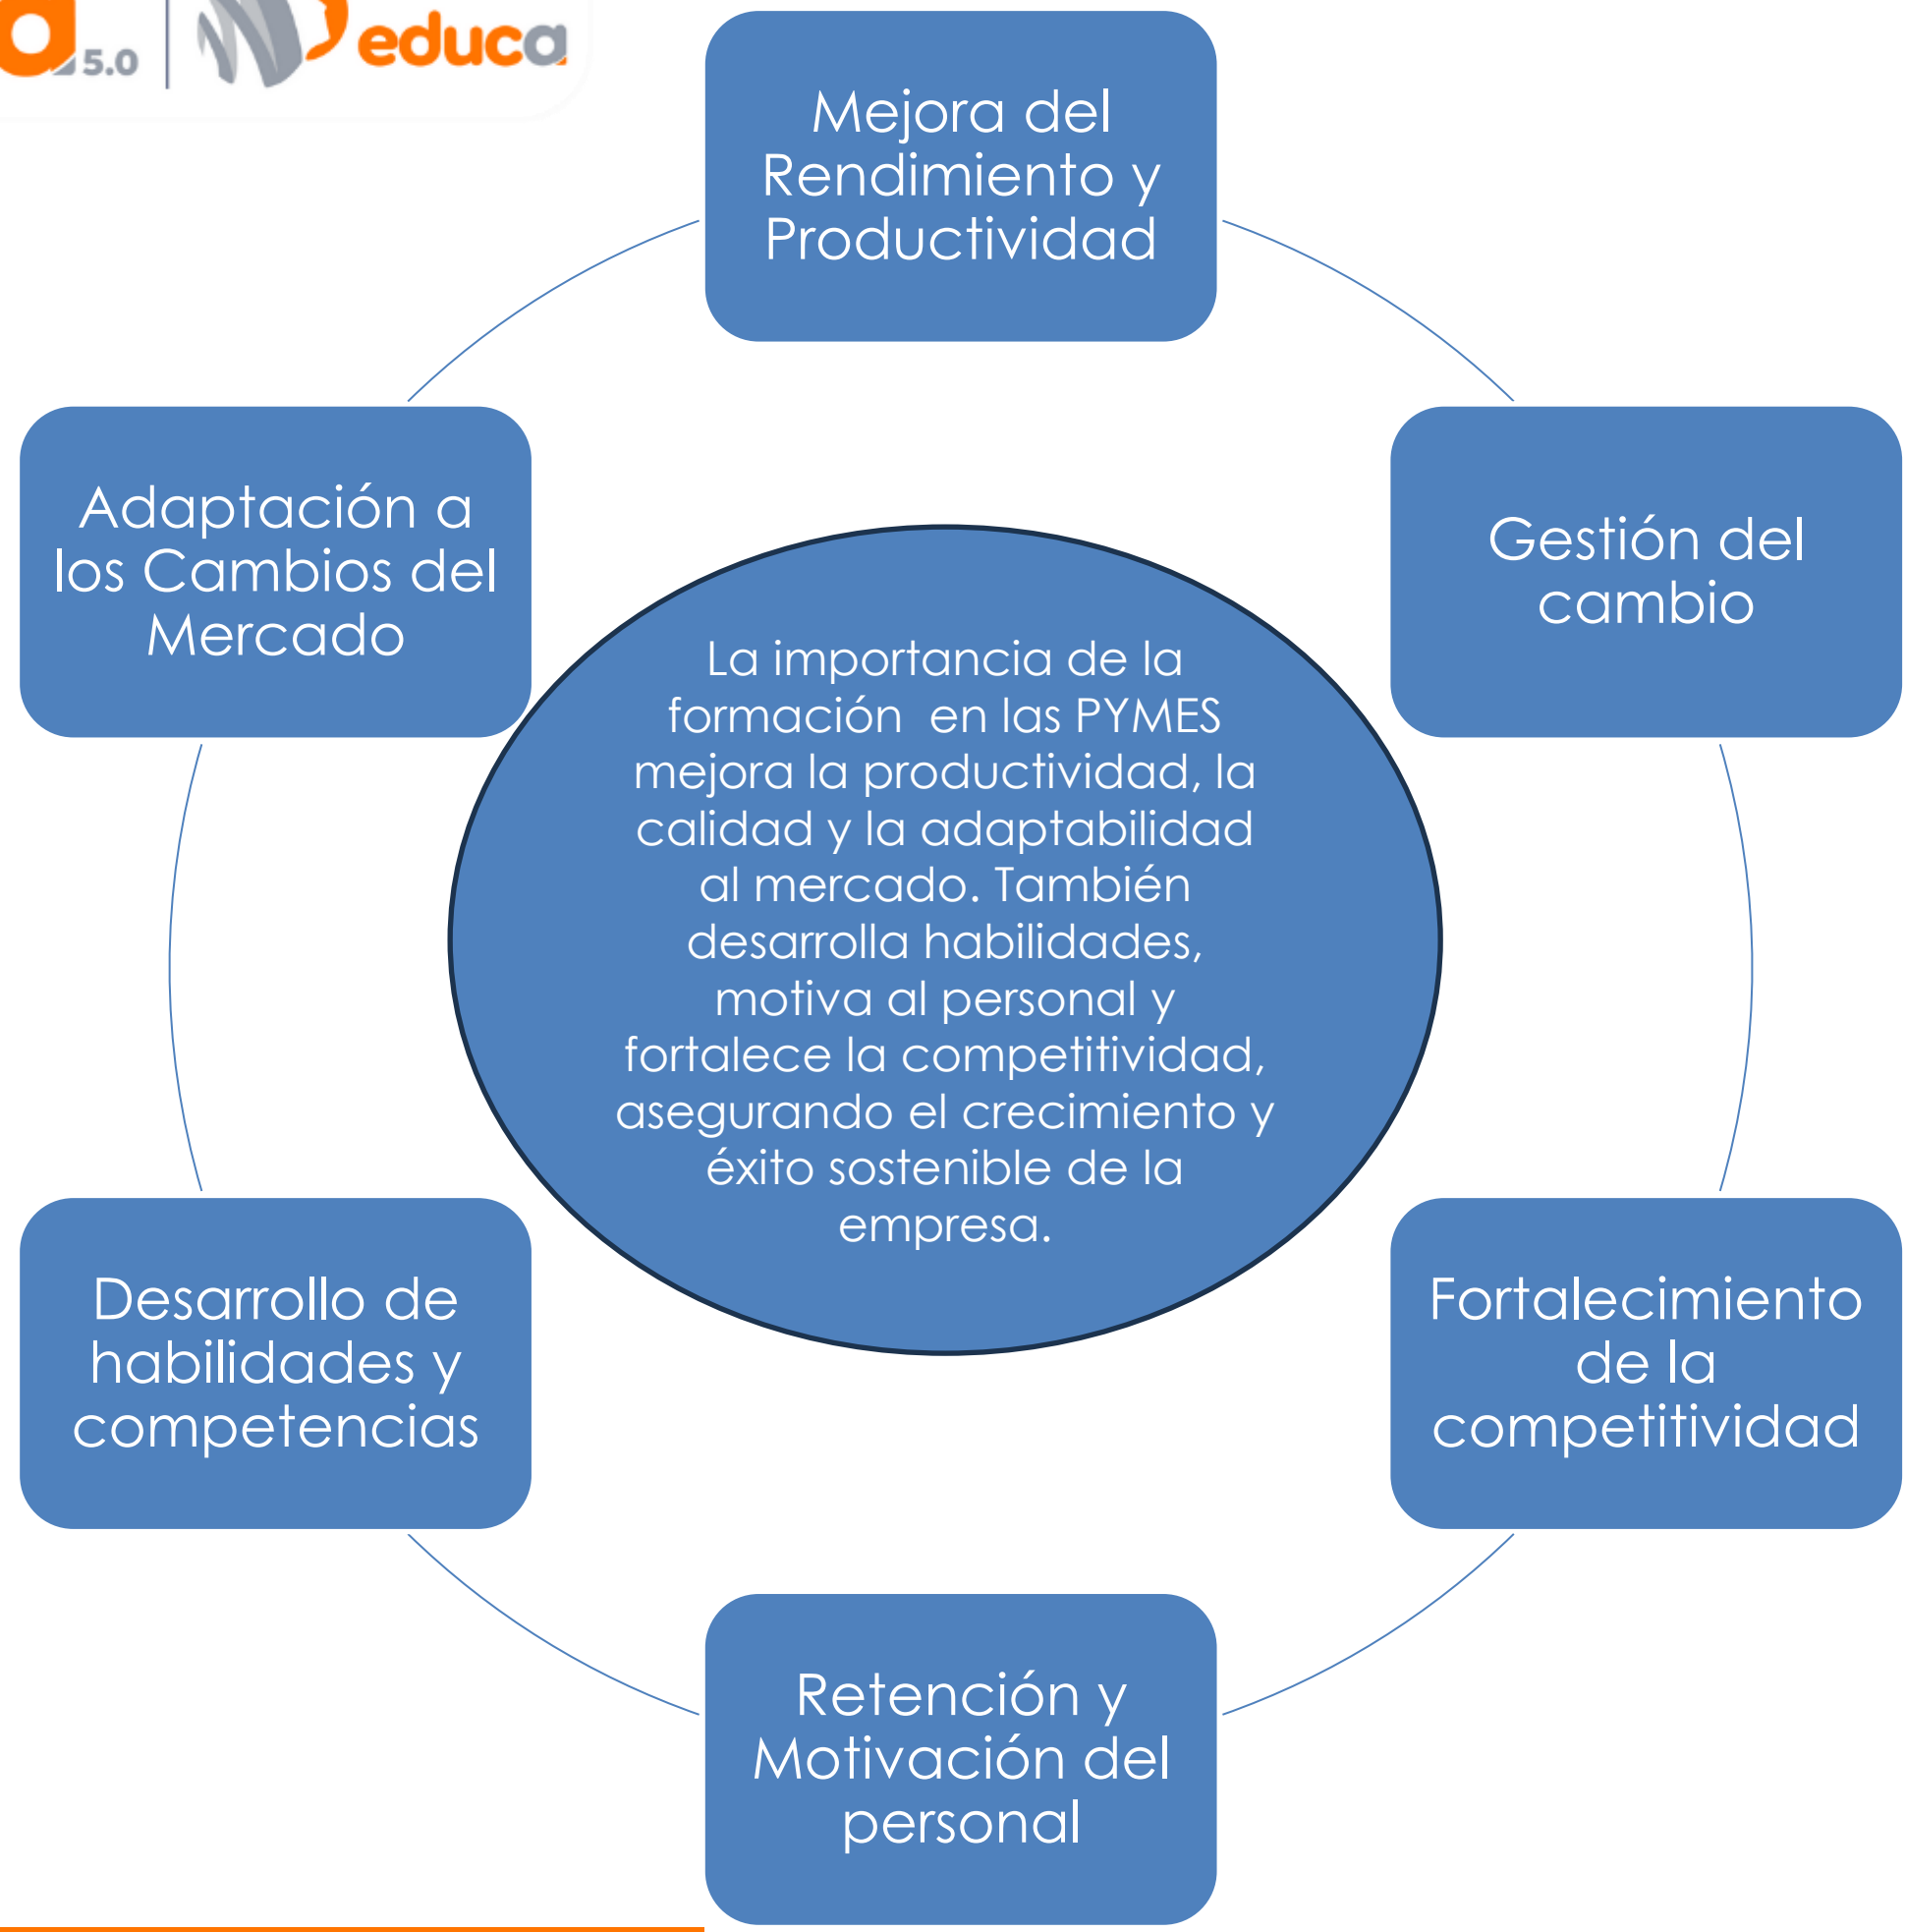 5.0
educa
Mejora del
Rendimiento y
Productividad
Gestión del
cambio
Fortalecimiento
de la
competitividad
Retención y
Motivación del
personal
Desarrollo de
habilidades y
competencias
Adaptación a
los Cambios del
Mercado
La importancia de la
formación  en las PYMES
mejora la productividad, la
calidad y la adaptabilidad
al mercado. También
desarrolla habilidades,
motiva al personal y
fortalece la competitividad,
asegurando el crecimiento y
éxito sostenible de la
empresa.